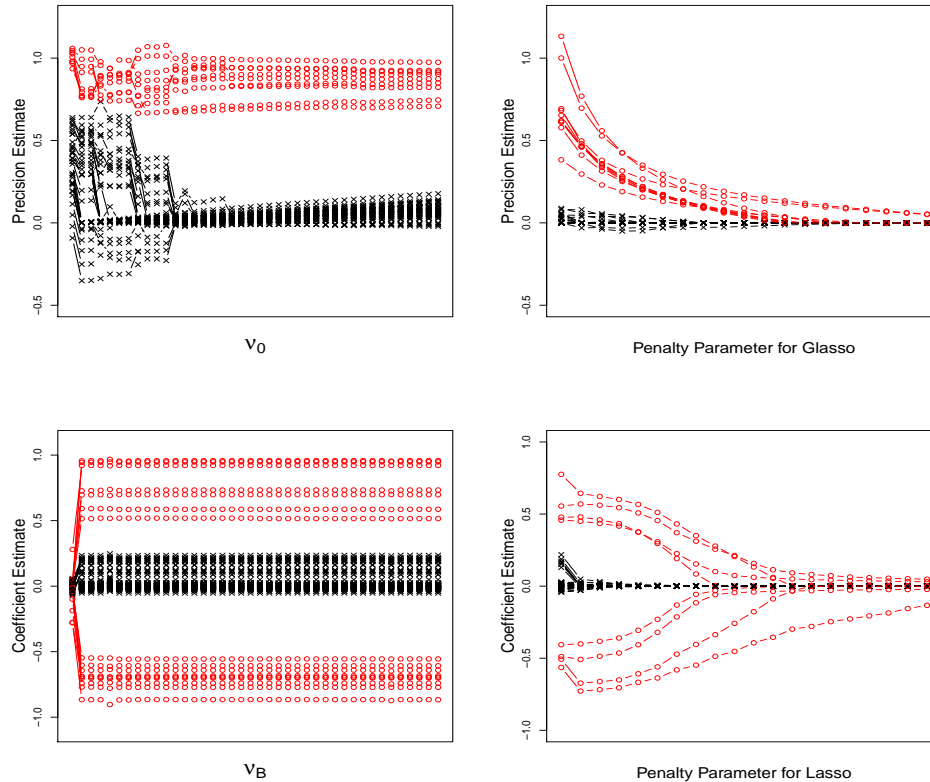 Precision Estimate
1.0
0.5
0.0
−0.5
ν0
Precision Estimate
1.0
0.5
0.0
−0.5
Penalty Parameter for Glasso
Coefficient Estimate
1.0
0.5
0.0
−0.5
−1.0
νB
Coefficient Estimate
1.0
0.5
0.0
−0.5
−1.0
Penalty Parameter for Lasso